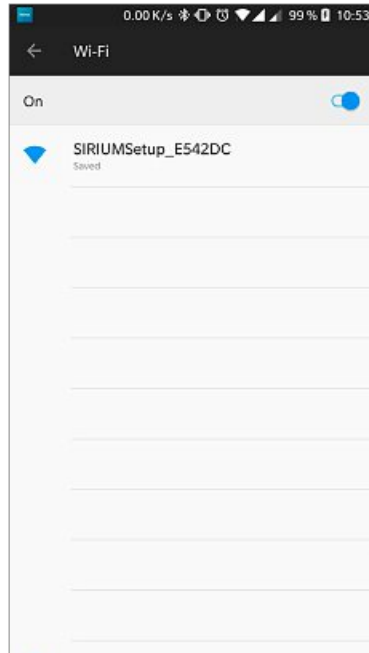 0.00 K/s 99 % 10:53
Wi-Fi
On
SIRIUMSetup_E542DC
Saved